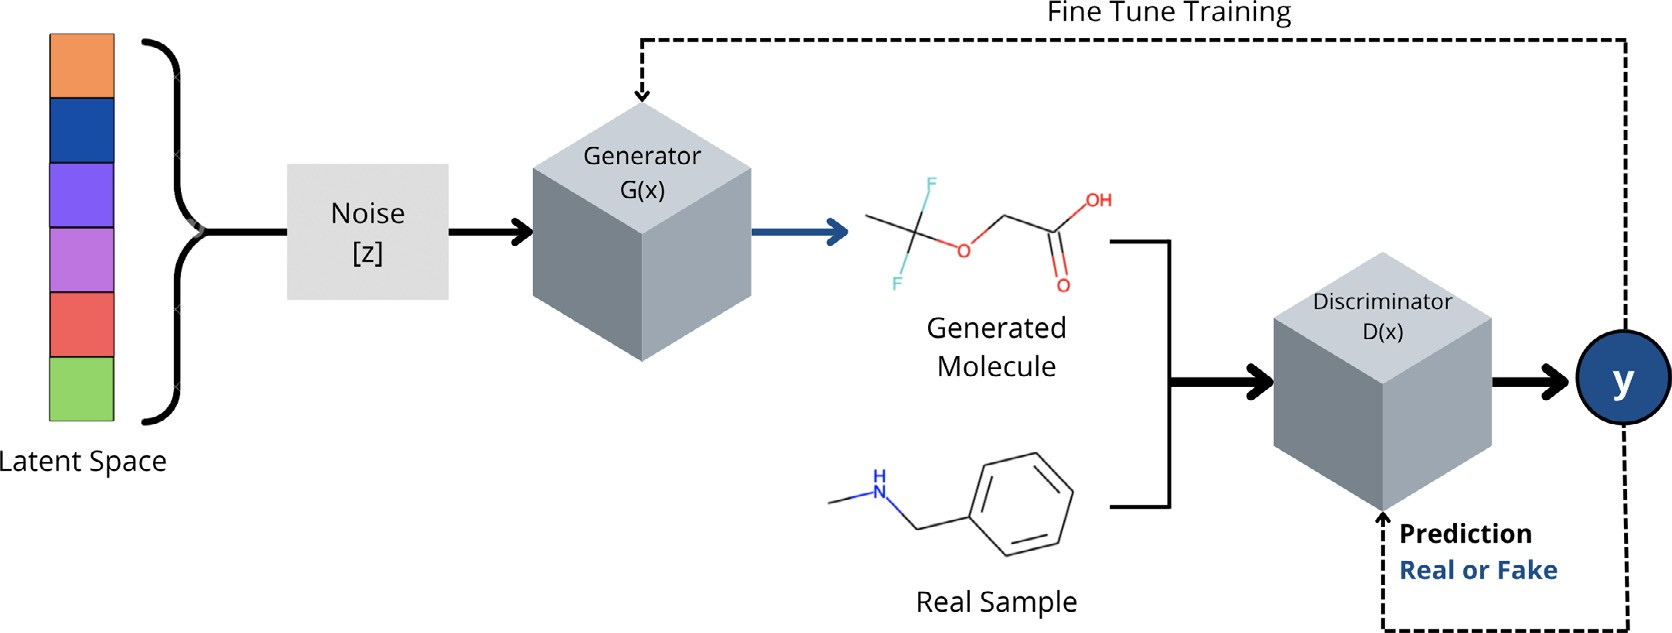 Fine Tune Training
Generator
G(x)
Noise
[z]
F
F
O
OH
O
Generated
Molecule
Discriminator
D(x)
y
Latent Space
H
N
Prediction
Real or Fake
Real Sample